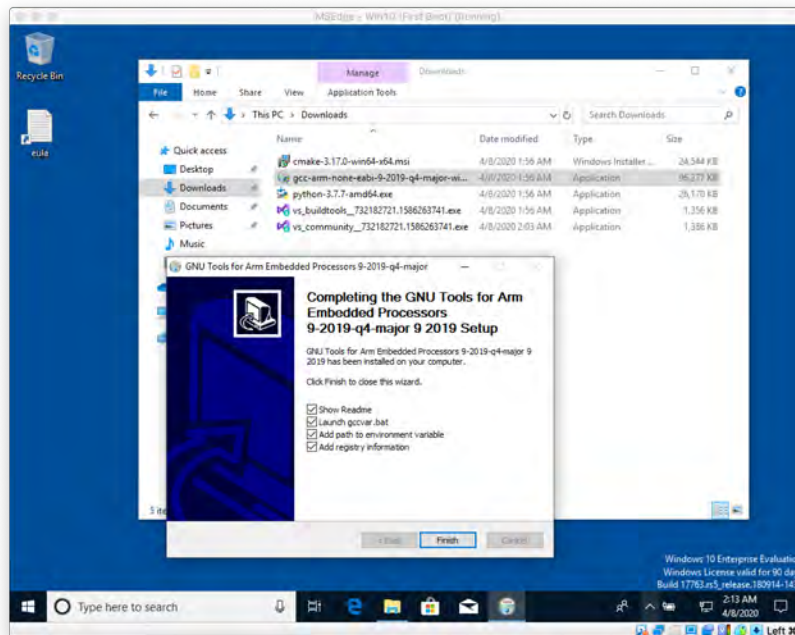 MSEdge - WIN10 (First Boot) [Running]
Recycle Bin
eula
Manage
Downloads
File
Home
Share
View
Application Tools
This PC > Downloads
Search Downloads
Name
Date modified
Type
Size
Quick access
Desktop
Downloads
Documents
Pictures
Music
cmake-3.17.0-win64-x64.msi 4/8/2020 1:56 AM Windows Installer ... 24,544 KB
gcc-arm-none-eabi-9-2019-q4-major-wi... 4/8/2020 1:56 AM Application
python-3.7.7-amd64.exe 4/8/2020 1:56 AM Application 26,170 KB
vs_buildtools__732182721.1586263741.exe 4/8/2020 1:56 AM Application 1,356 KB
vs_community__732182721.1586263741.exe 4/8/2020 2:03 AM Application 1,386 KB
GNU Tools for Arm Embedded Processors 9-2019-q4-major
Completing the GNU Tools for Arm
Embedded Processors
9-2019-q4-major 9 2019 Setup
GNU Tools for Arm Embedded Processors 9-2019-q4-major 9
2019 has been installed on your computer.
Click Finish to close this wizard.
Show Readme
Launch gccvar.bat
Add path to environment variable
Add registry information
5 ite
< Back
Finish
Cancel
Windows 10 Enterprise Evaluatio
Windows License valid for 90 da
Build 17763.rs5_release.180914-14
Type here to search
2:13 AM
4/8/2020
Left ⌘